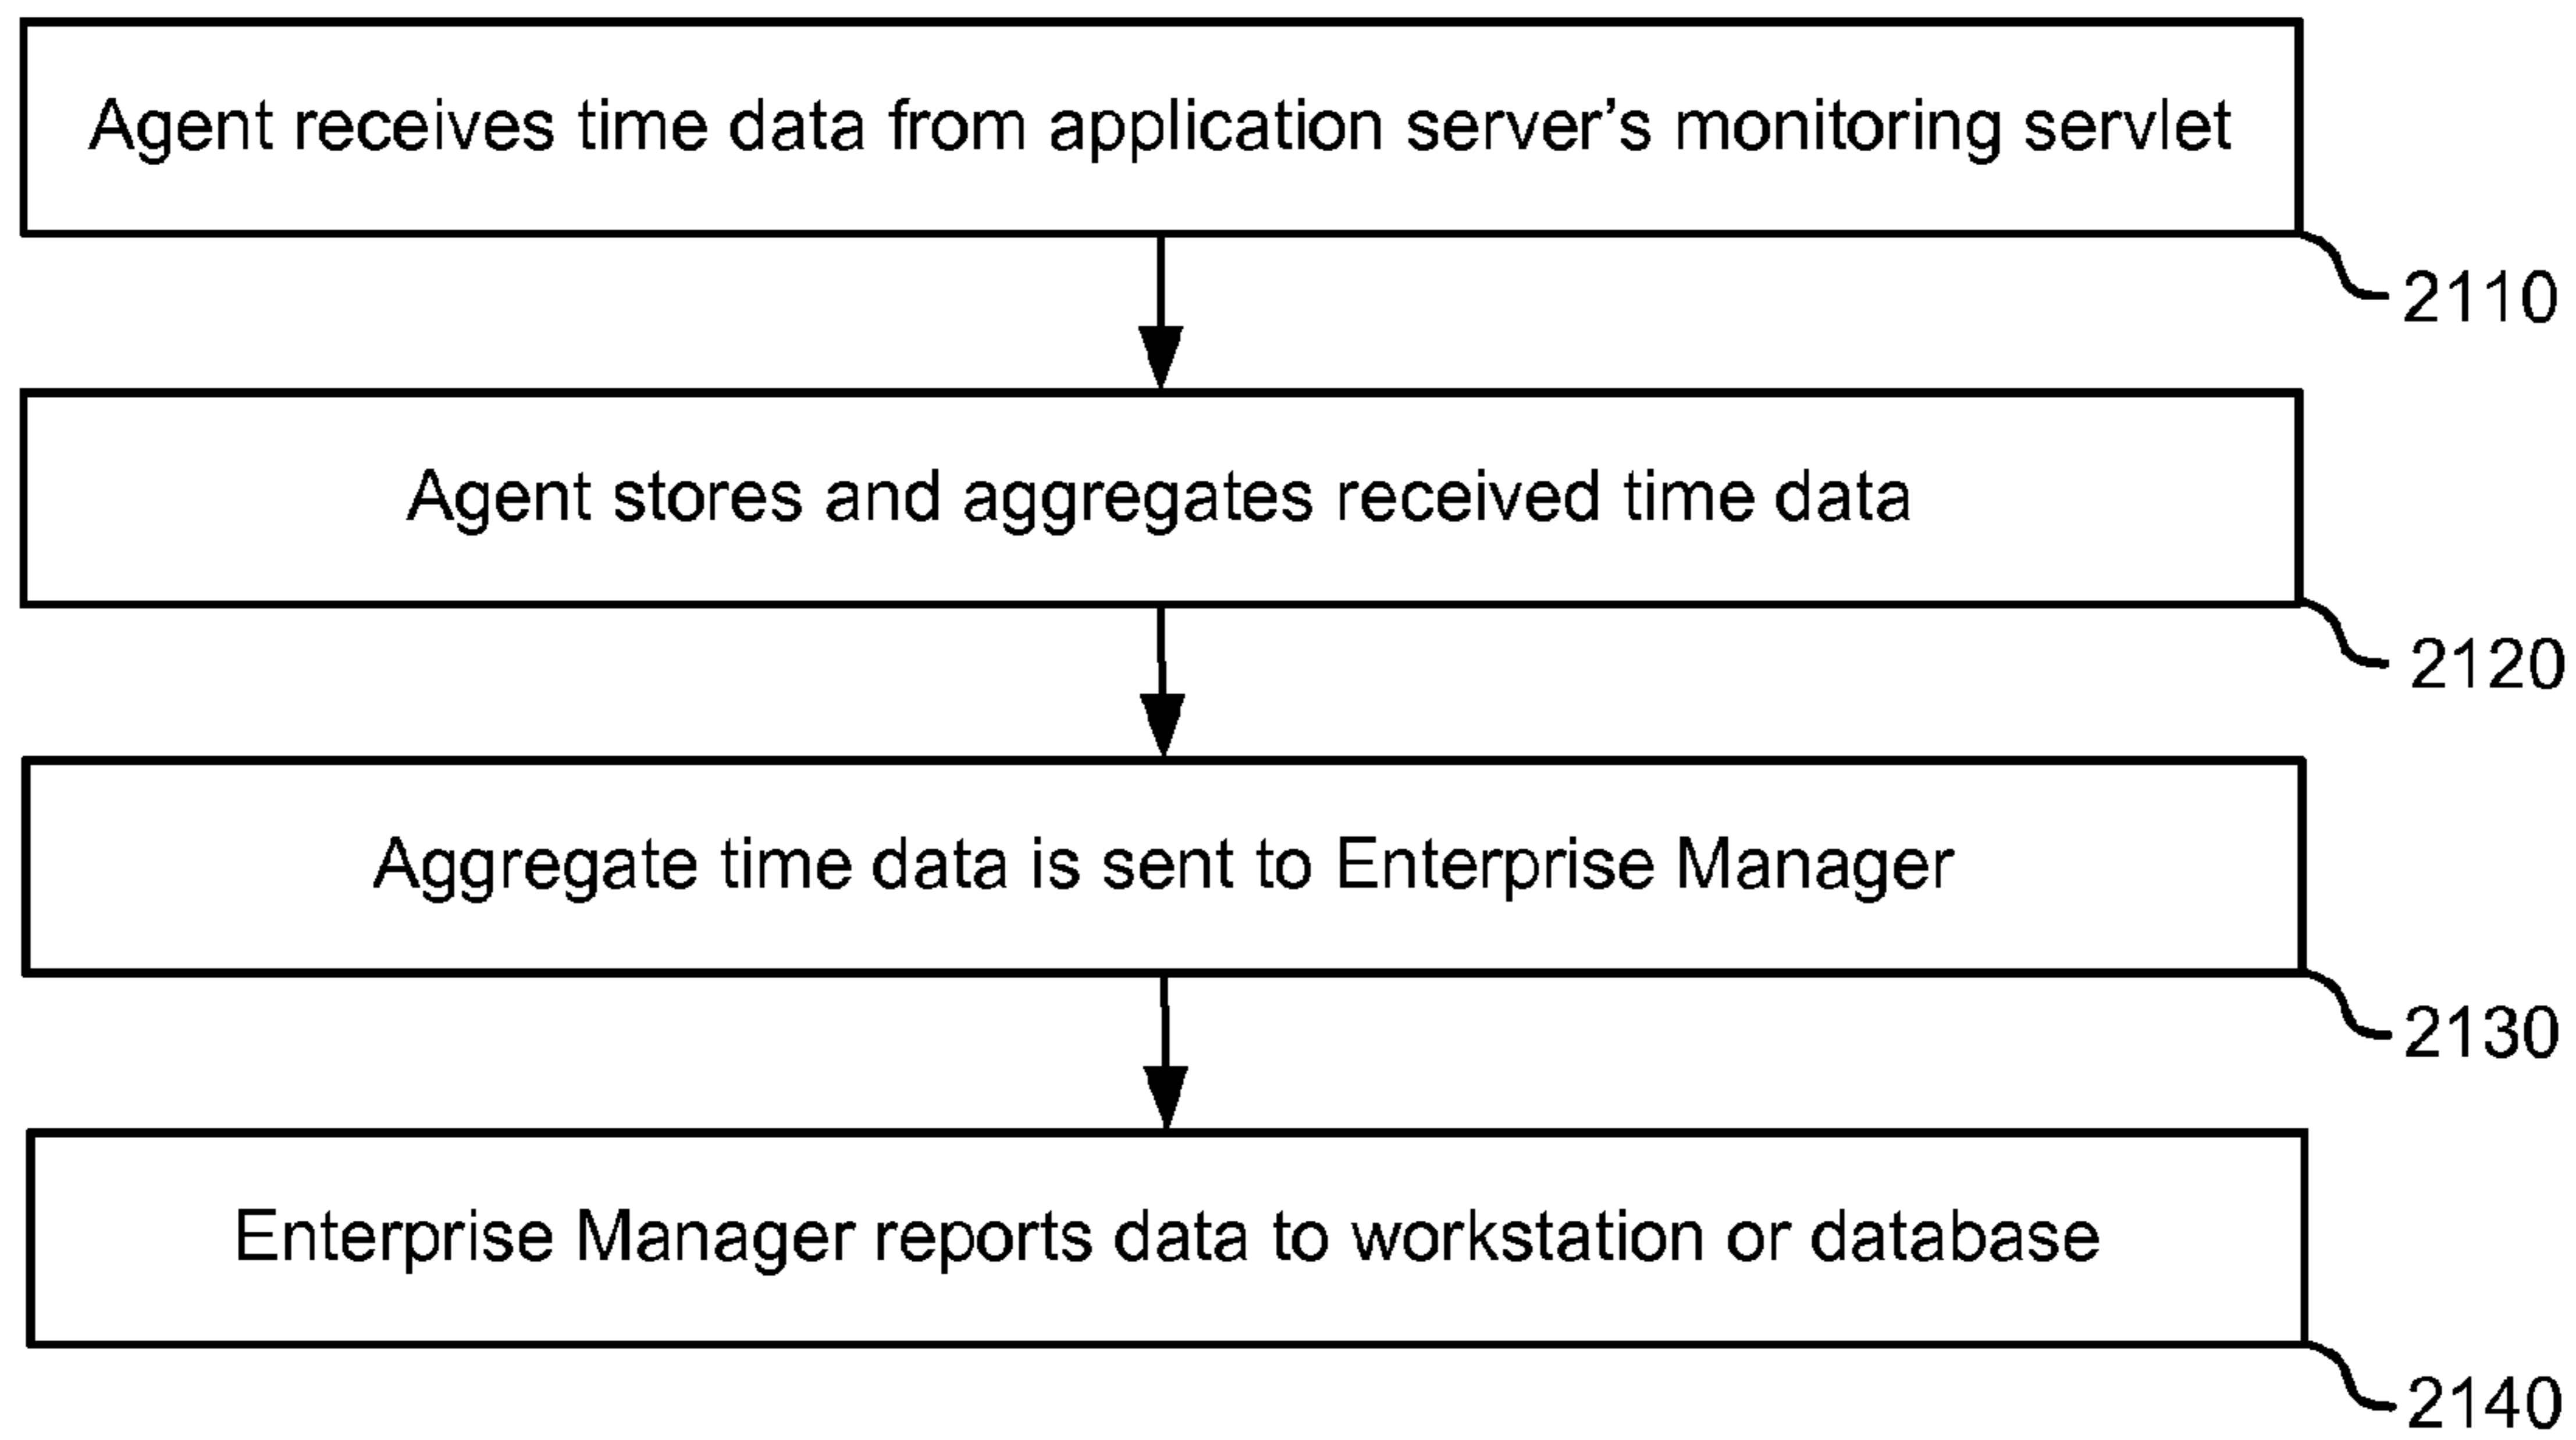 Agent receives time data from application server’s monitoring servlet
2110
Agent stores and aggregates received time data
2120
Aggregate time data is sent to Enterprise Manager
2130
Enterprise Manager reports data to workstation or database
2140